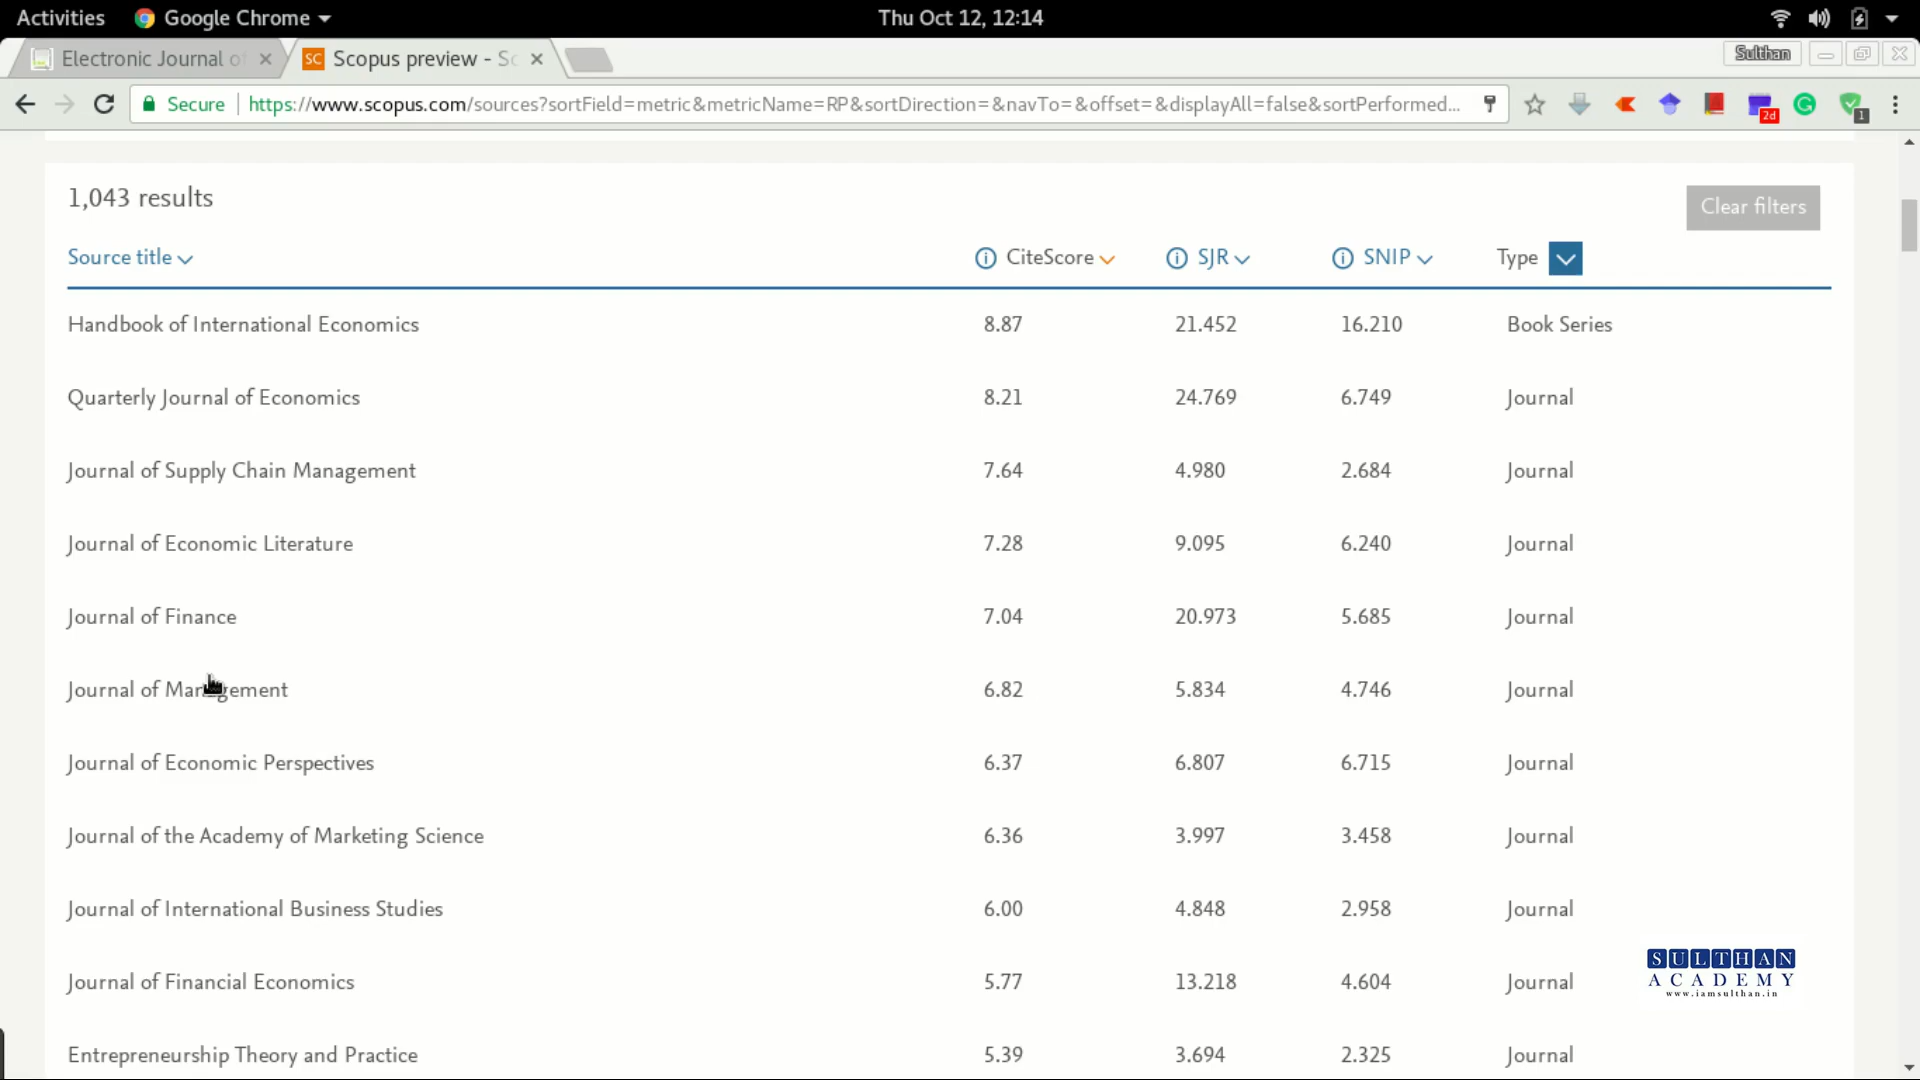 Activities Google Chrome Thu Oct 12, 12:14
Electronic Journal of SC Scopus preview - Sc Sulthan
Secure https://www.scopus.com/sources?sortField=metric&metricName=RP&sortDirection=&navTo=&offset=&displayAll=false&sortPerformed... 2d 1
1,043 results
Clear filters
Source title CiteScore SJR SNIP Type
Handbook of International Economics 8.87 21.452 16.210 Book Series
Quarterly Journal of Economics 8.21 24.769 6.749 Journal
Journal of Supply Chain Management 7.64 4.980 2.684 Journal
Journal of Economic Literature 7.28 9.095 6.240 Journal
Journal of Finance 7.04 20.973 5.685 Journal
Journal of Management 6.82 5.834 4.746 Journal
Journal of Economic Perspectives 6.37 6.807 6.715 Journal
Journal of the Academy of Marketing Science 6.36 3.997 3.458 Journal
Journal of International Business Studies 6.00 4.848 2.958 Journal
SULTHAN
ACADEMY
www.iamsulthan.in
Journal of Financial Economics 5.77 13.218 4.604 Journal
Entrepreneurship Theory and Practice 5.39 3.694 2.325 Journal